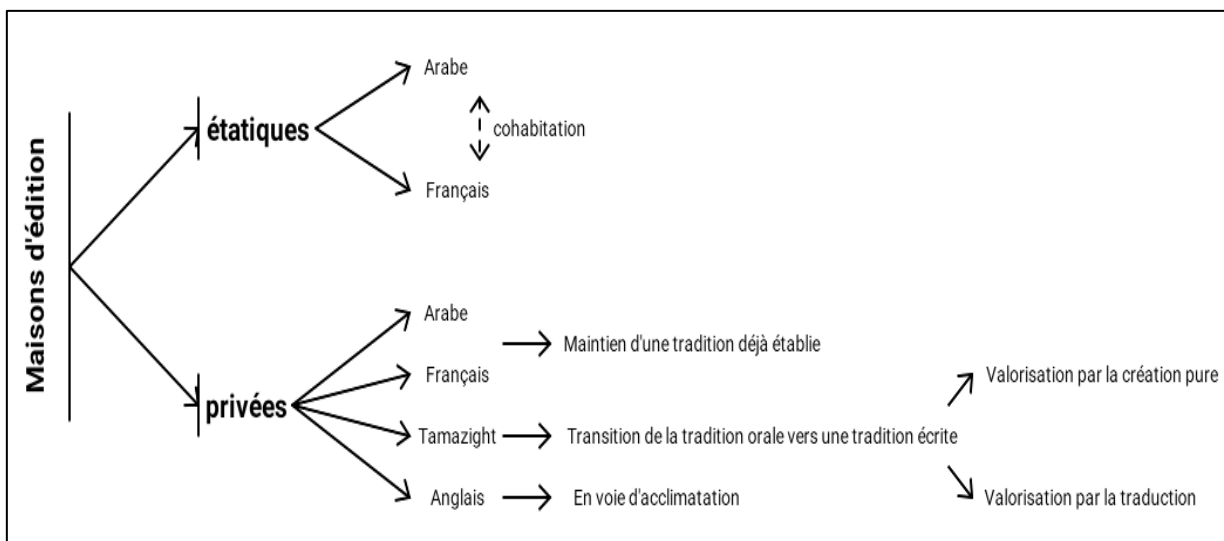 Maisons d'édition
étatiques
Arabe
cohabitation
Français
privées
Arabe
Maintien d'une tradition déjà établie
Français
Valorisation par la création pure
Tamazight
Transition de la tradition orale vers une tradition écrite
Anglais
En voie d'acclimatation
Valorisation par la traduction